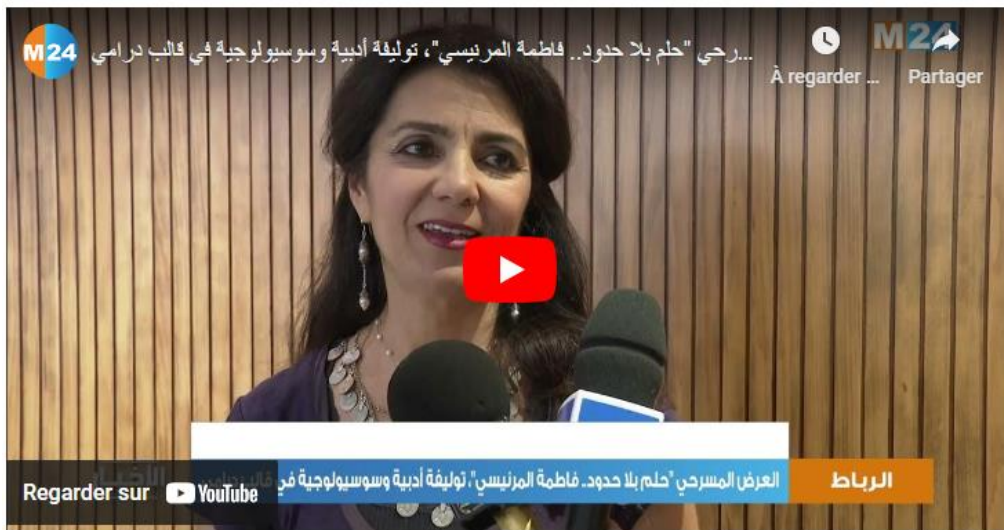 M24
...رحي "حلم بلا حدود.. فاطمة المرنيسي"، توليفة أدبية وسوسيولوجية في قالب درامي
M24
À regarder ...
Partager
الرباط
العرض المسرحي "حلم بلا حدود.. فاطمة المرنيسي"، توليفة أدبية وسوسيولوجية في
Regarder sur YouTube